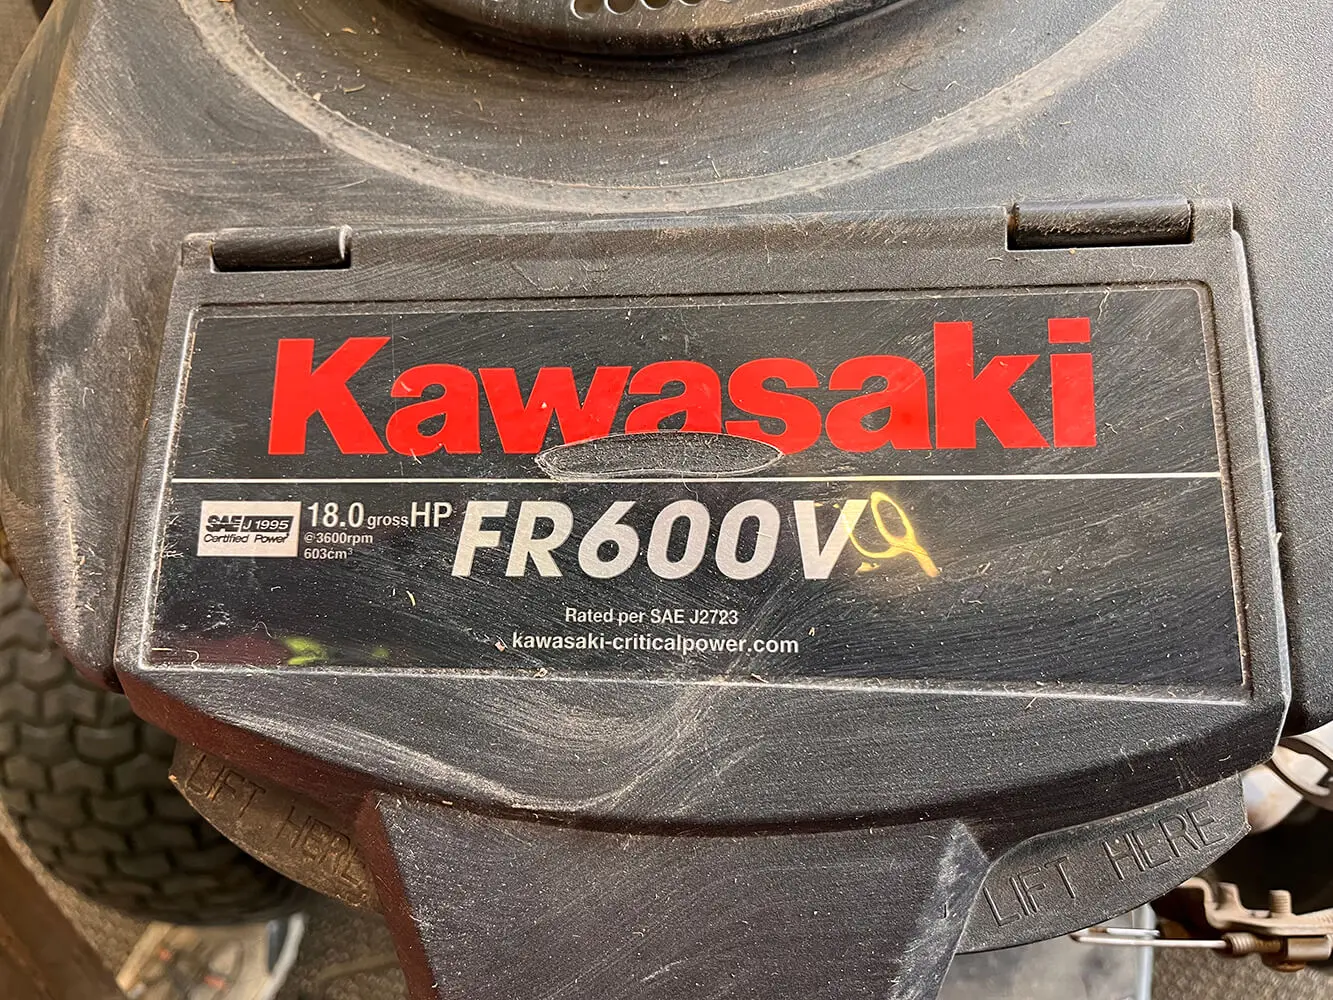 Kawasaki
SAE J 1995
Certified Power
18.0 gross HP
@3600rpm
603cm³
FR600V
Rated per SAE J2723
kawasaki-criticalpower.com
LIFT HERE
LIFT HERE